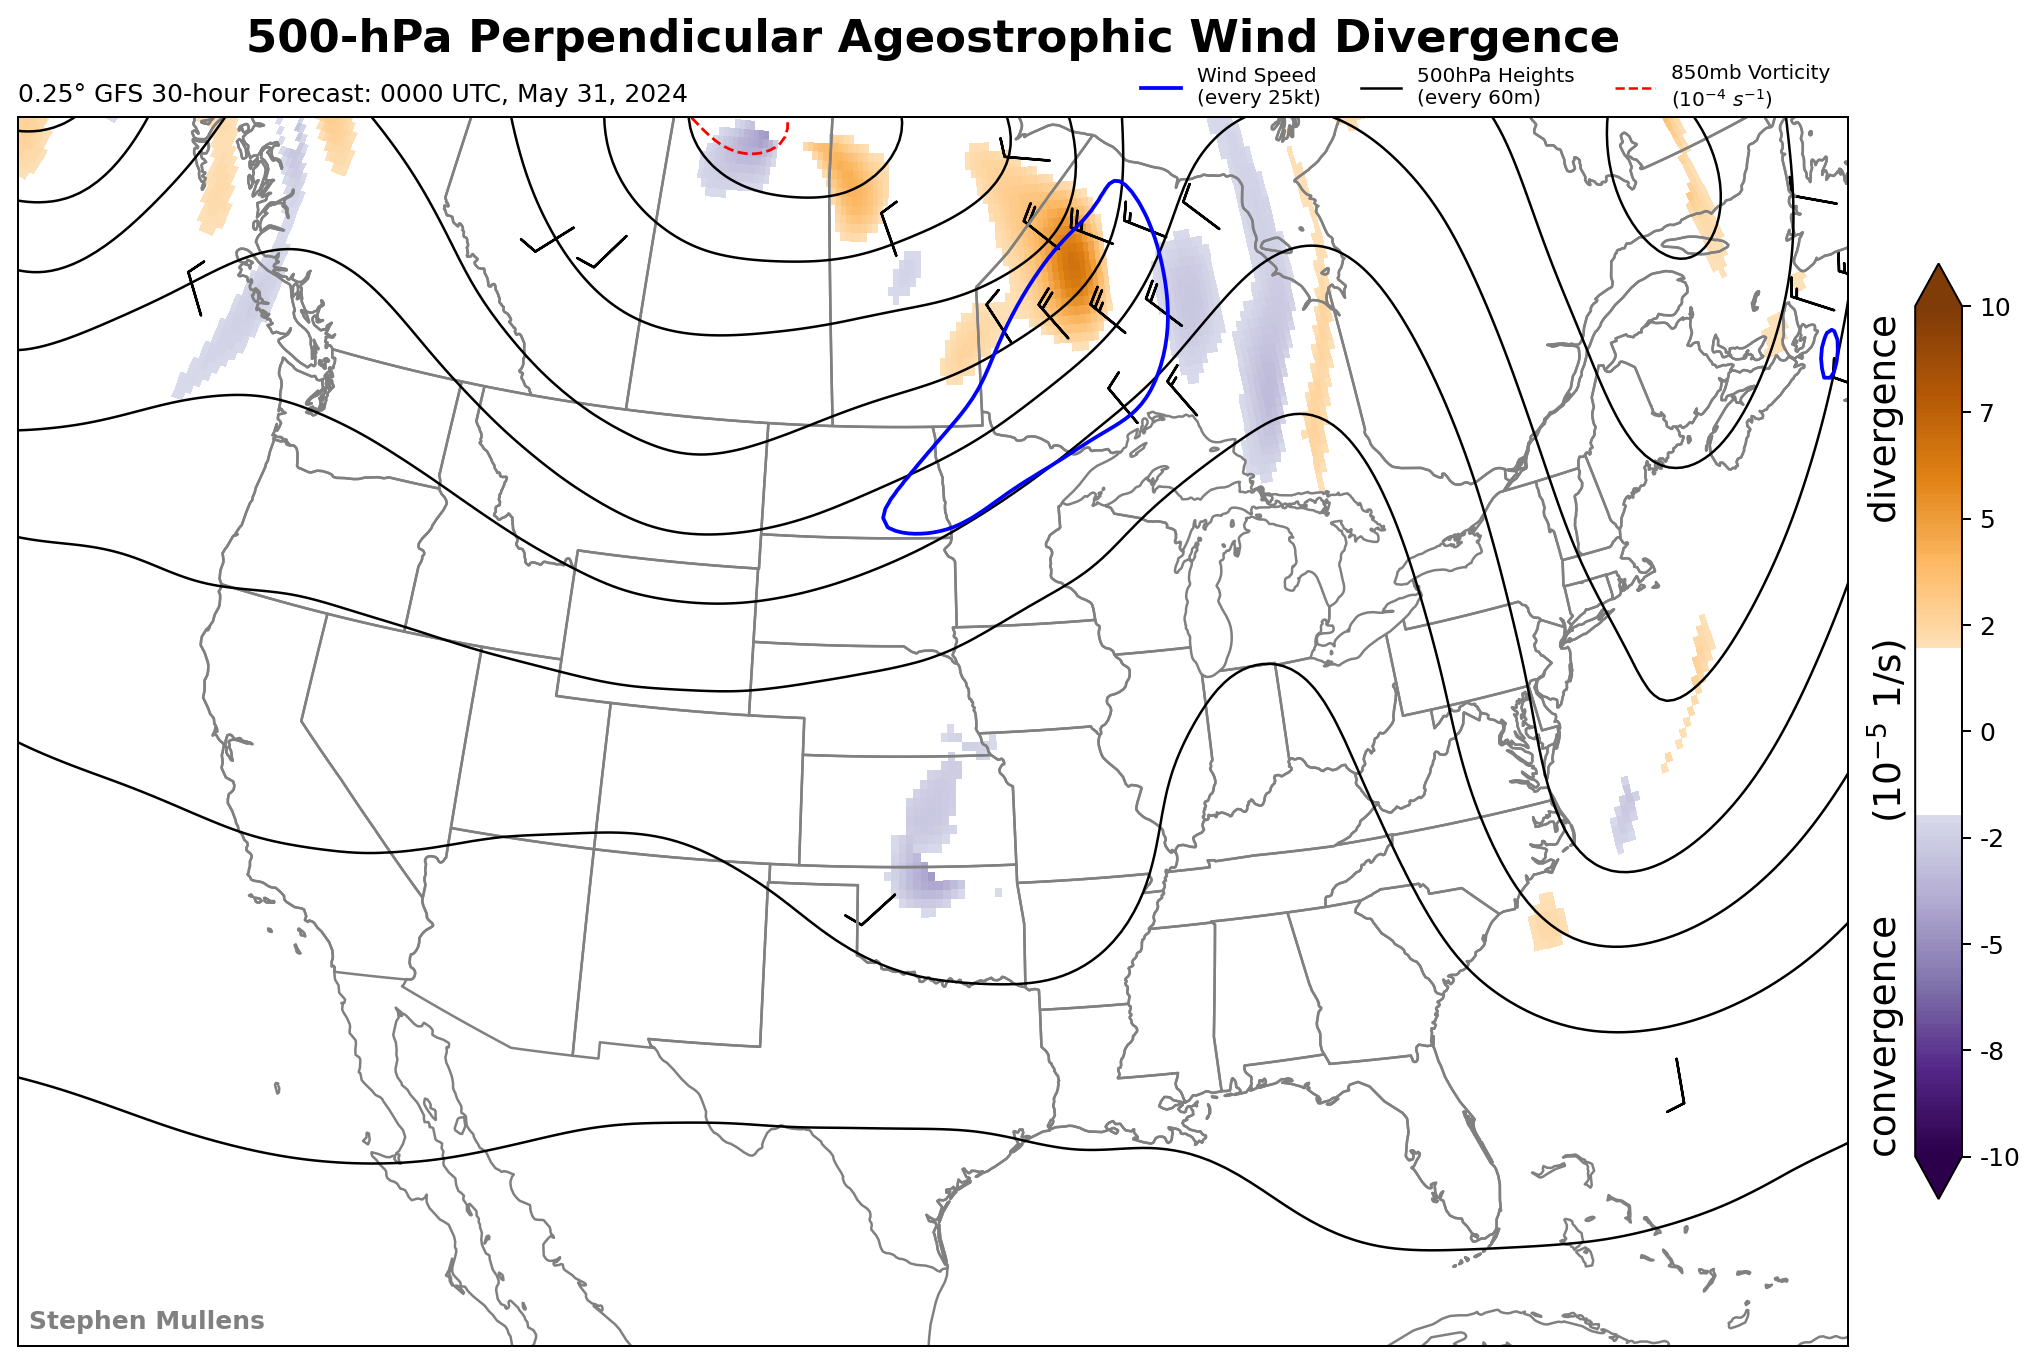 500-hPa Perpendicular Ageostrophic Wind Divergence
0.25° GFS 30-hour Forecast: 0000 UTC, May 31, 2024
Wind Speed
(every 25kt)
500hPa Heights
(every 60m)
850mb Vorticity
(10⁻⁴ s⁻¹)
10
7
5
2
0
-2
-5
-8
-10
convergence (10⁻⁵ 1/s) divergence
Stephen Mullens